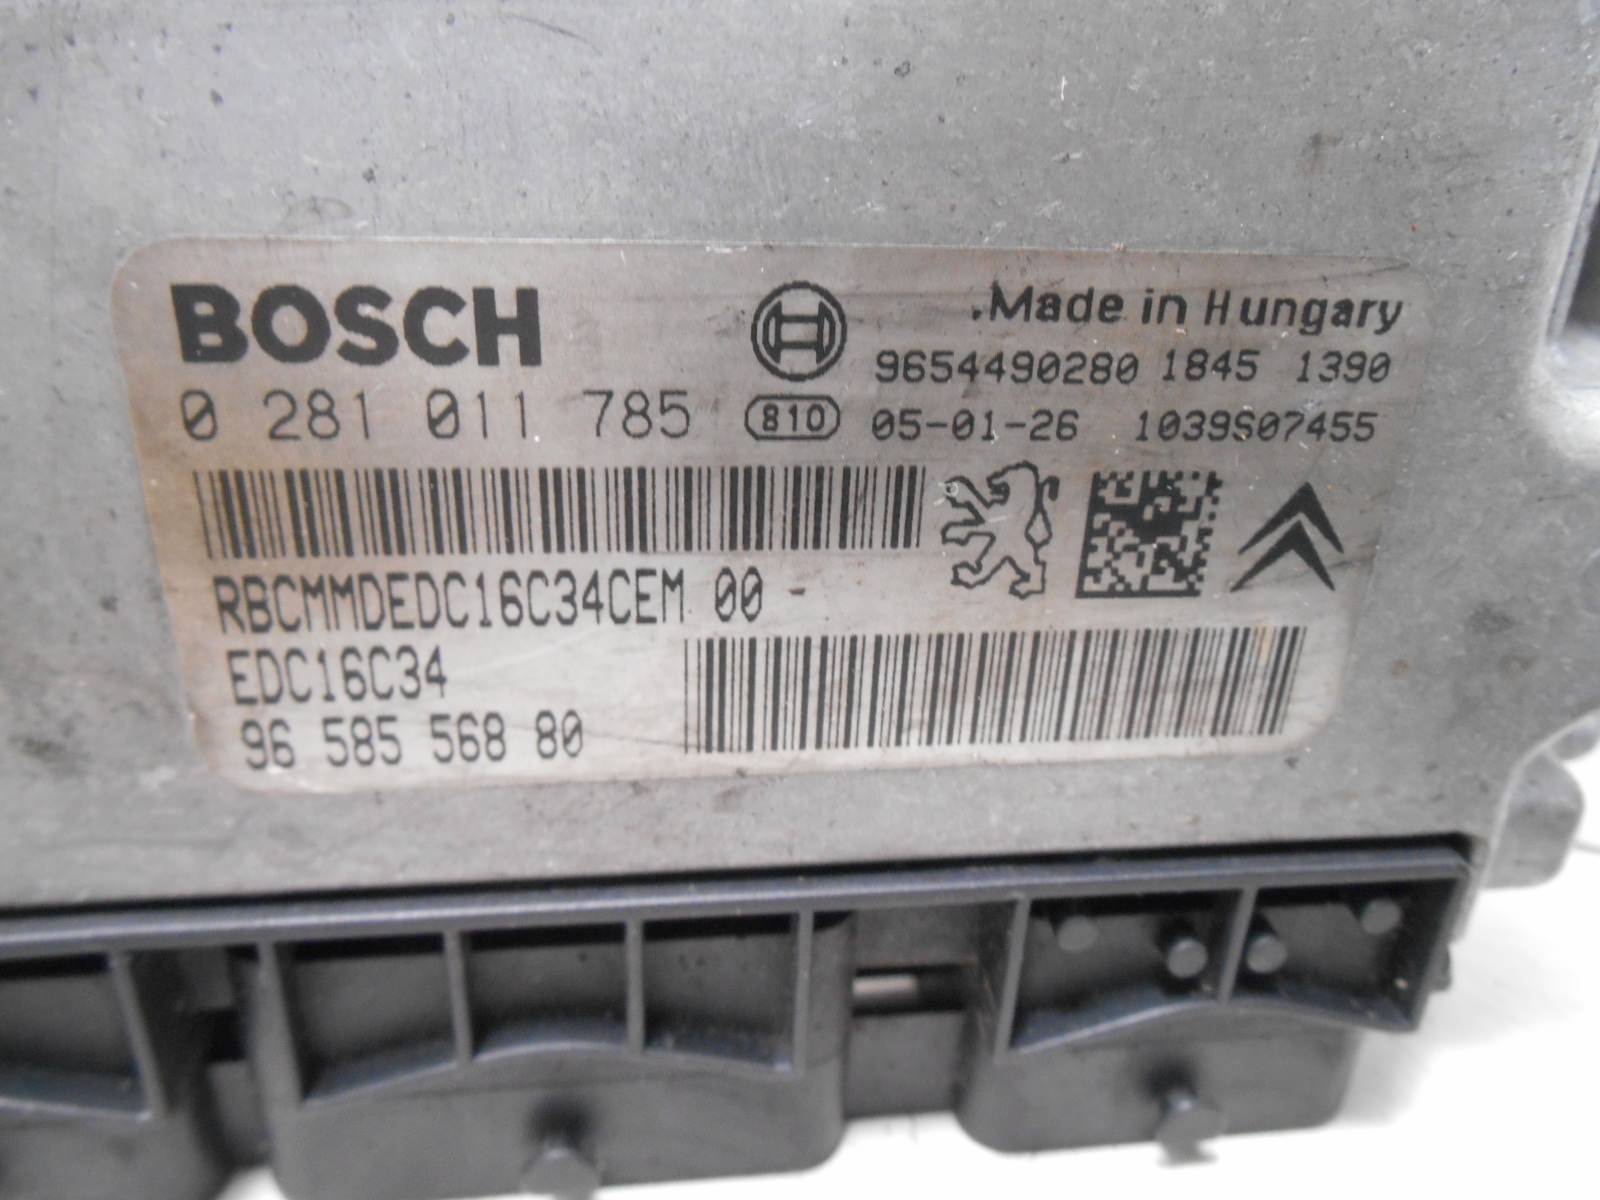 BOSCH
.Made in Hungary
9654490280 1845 1390
0 281 011 785 810 05-01-26 1039S07455
RBCMMDEDC16C34CEM 00 -
EDC16C34
96 585 568 80